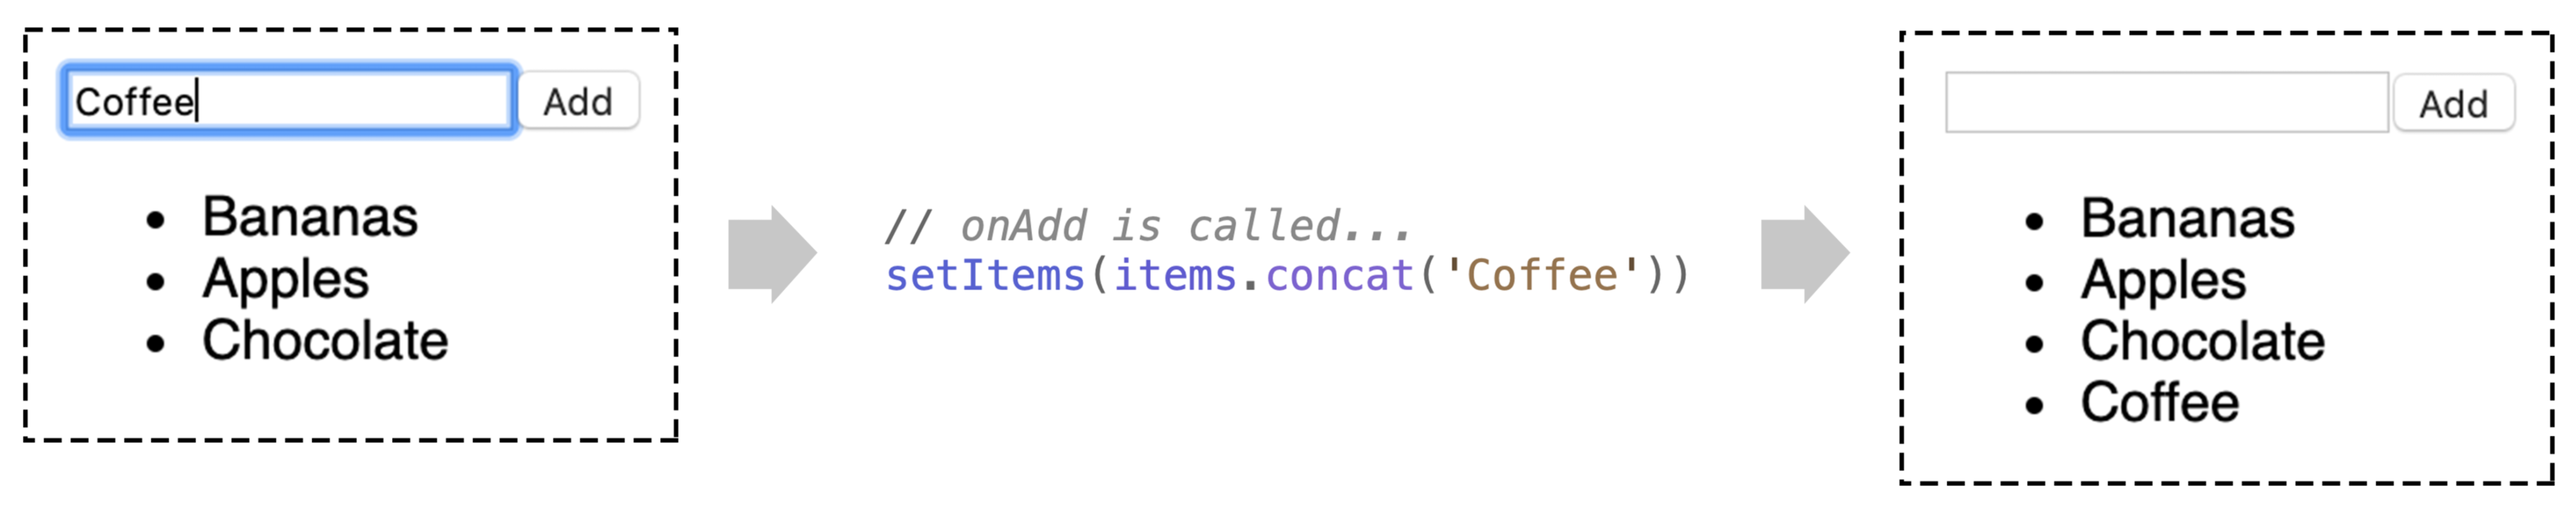 Coffee
Add
Bananas
Apples
Chocolate
// onAdd is called...
setItems(items.concat('Coffee'))
Add
Bananas
Apples
Chocolate
Coffee